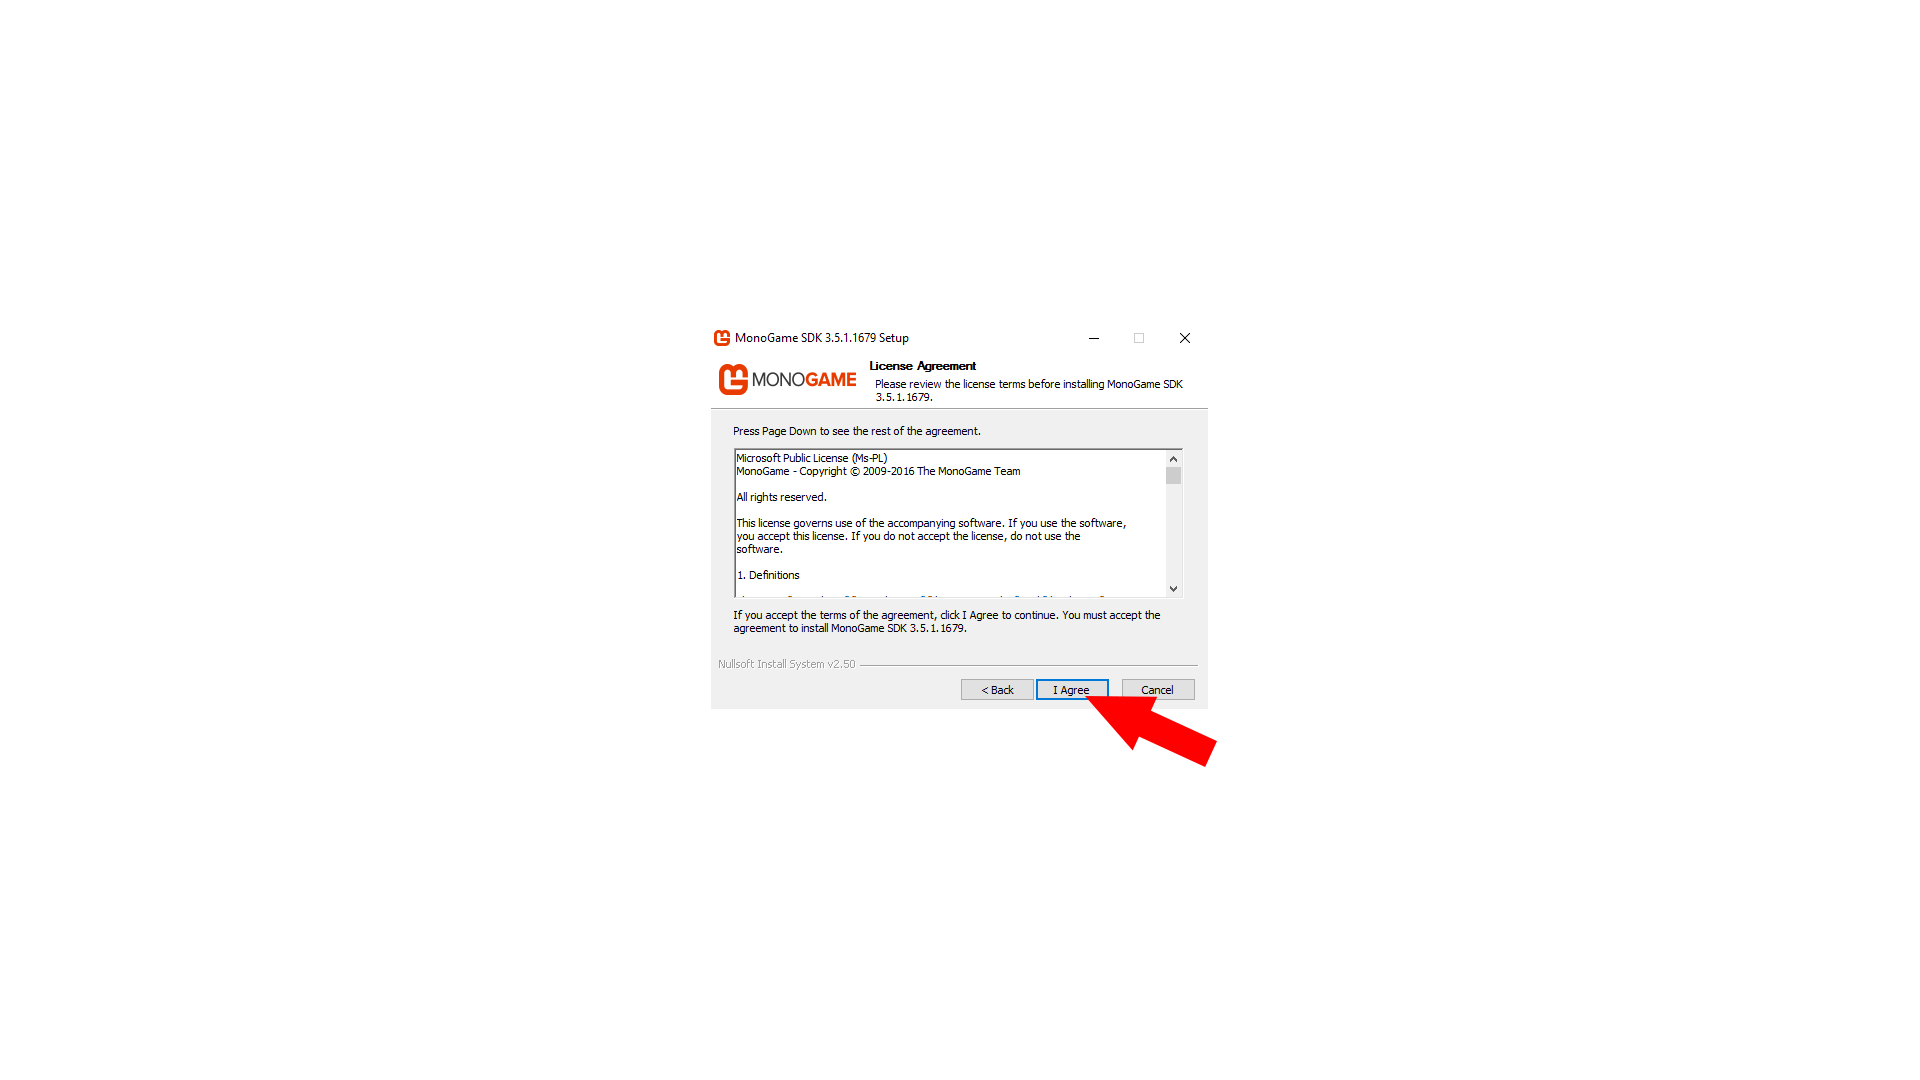 MonoGame SDK 3.5.1.1679 Setup
MONOGAME
License Agreement
Please review the license terms before installing MonoGame SDK
3.5.1.1679.
Press Page Down to see the rest of the agreement.
Microsoft Public License (Ms-PL)
MonoGame - Copyright © 2009-2016 The MonoGame Team
All rights reserved.
This license governs use of the accompanying software. If you use the software,
you accept this license. If you do not accept the license, do not use the
software.
1. Definitions
If you accept the terms of the agreement, click I Agree to continue. You must accept the
agreement to install MonoGame SDK 3.5.1.1679.
Nullsoft Install System v2.50
< Back
I Agree
Cancel